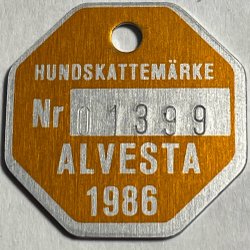 HUNDSKATTEMÄRKE
Nr 01399
ALVESTA
1986